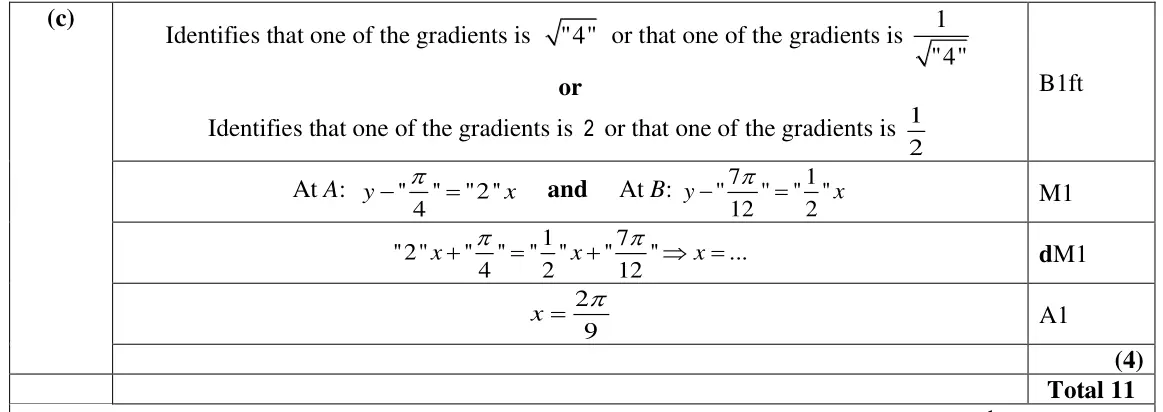 (c)
Identifies that one of the gradients is √"4" or that one of the gradients is 1/√"4"
or
Identifies that one of the gradients is 2 or that one of the gradients is 1/2
B1ft
At A: y − "π/4" = "2"x and At B: y − "7π/12" = "1/2"x
M1
"2"x + "π/4" = "1/2"x + "7π/12" ⇒ x = ...
dM1
x = 2π/9
A1
(4)
Total 11